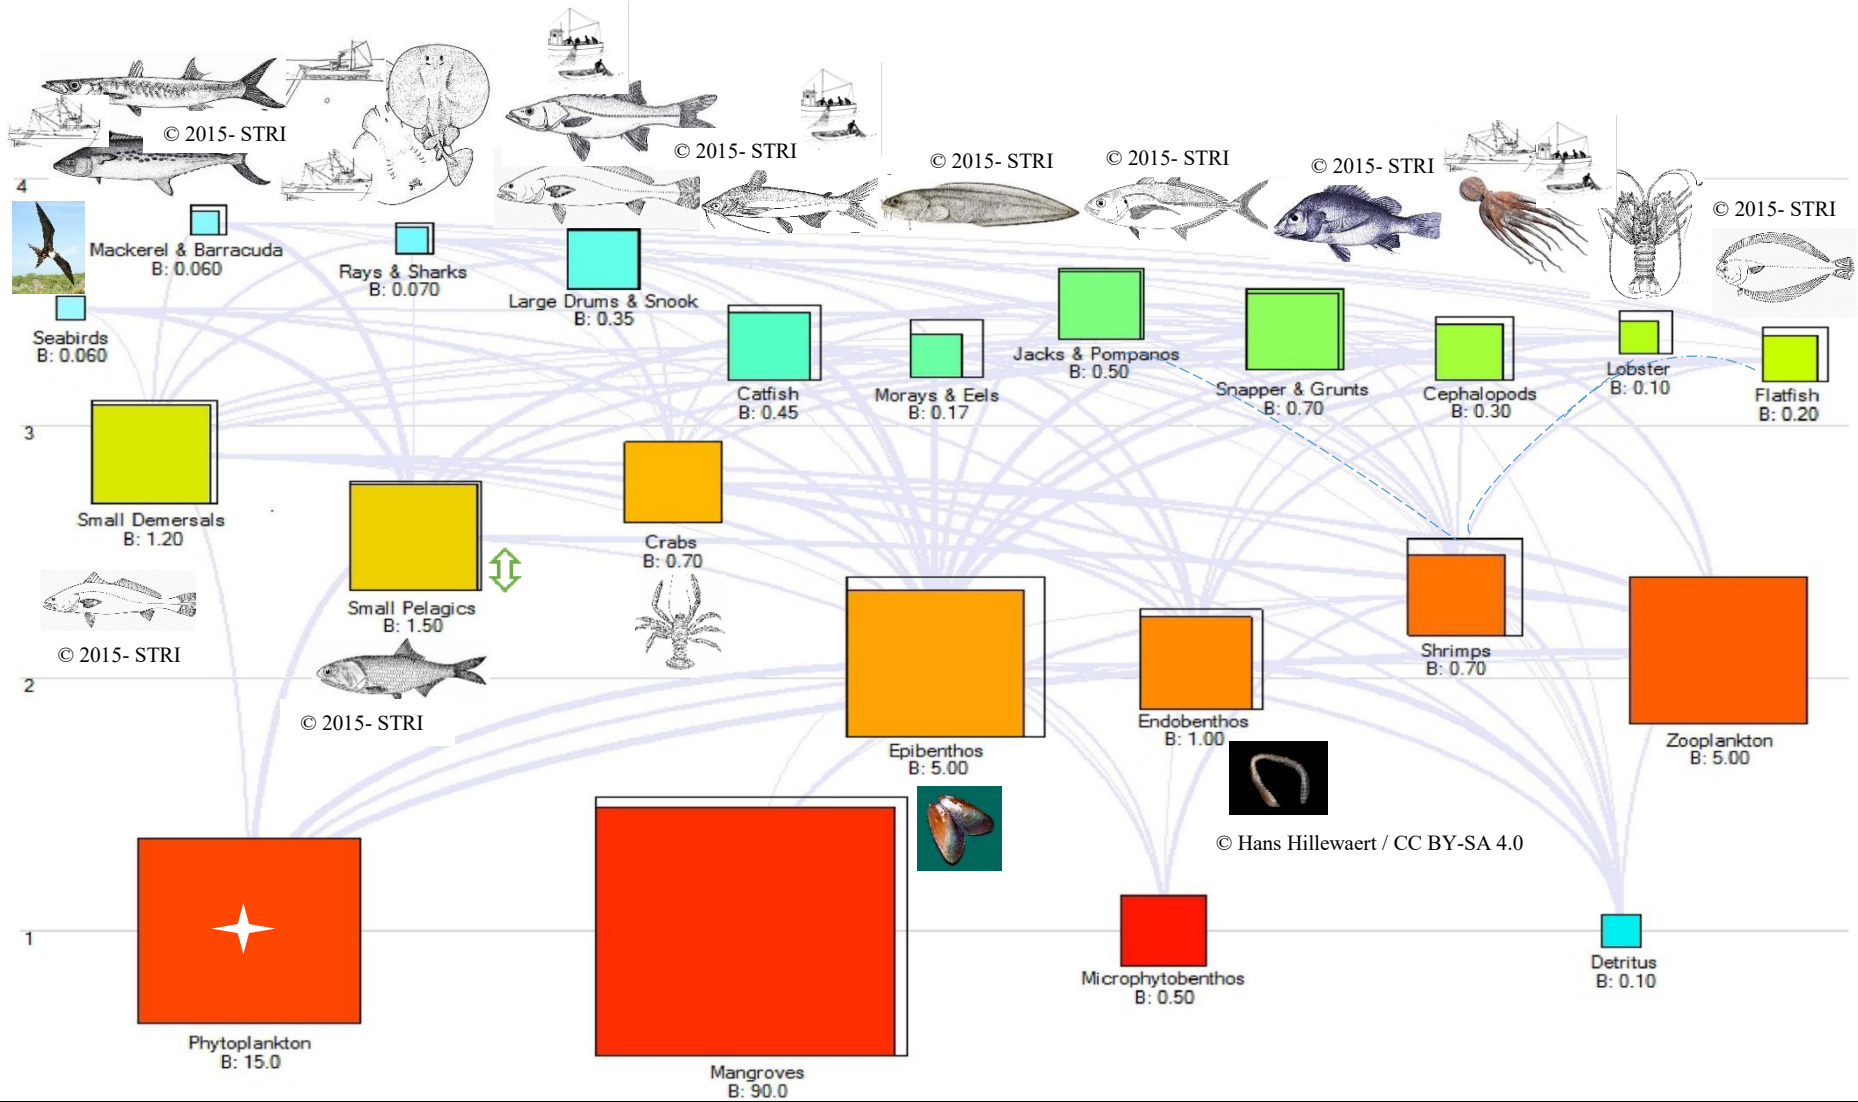 © 2015- STRI
© 2015- STRI
© 2015- STRI
© 2015- STRI
© 2015- STRI
© 2015- STRI
4
Mackerel & Barracuda
B: 0.060
Rays & Sharks
B: 0.070
Large Drums & Snook
B: 0.35
Seabirds
B: 0.060
Catfish
B: 0.45
Morays & Eels
B: 0.17
Jacks & Pompanos
B: 0.50
Snapper & Grunts
B: 0.70
Cephalopods
B: 0.30
Lobster
B: 0.10
Flatfish
B: 0.20
3
Small Demersals
B: 1.20
© 2015- STRI
Small Pelagics
B: 1.50
© 2015- STRI
Crabs
B: 0.70
Shrimps
B: 0.70
2
Epibenthos
B: 5.00
Endobenthos
B: 1.00
Zooplankton
B: 5.00
© Hans Hillewaert / CC BY-SA 4.0
1
Phytoplankton
B: 15.0
Mangroves
B: 90.0
Microphytobenthos
B: 0.50
Detritus
B: 0.10